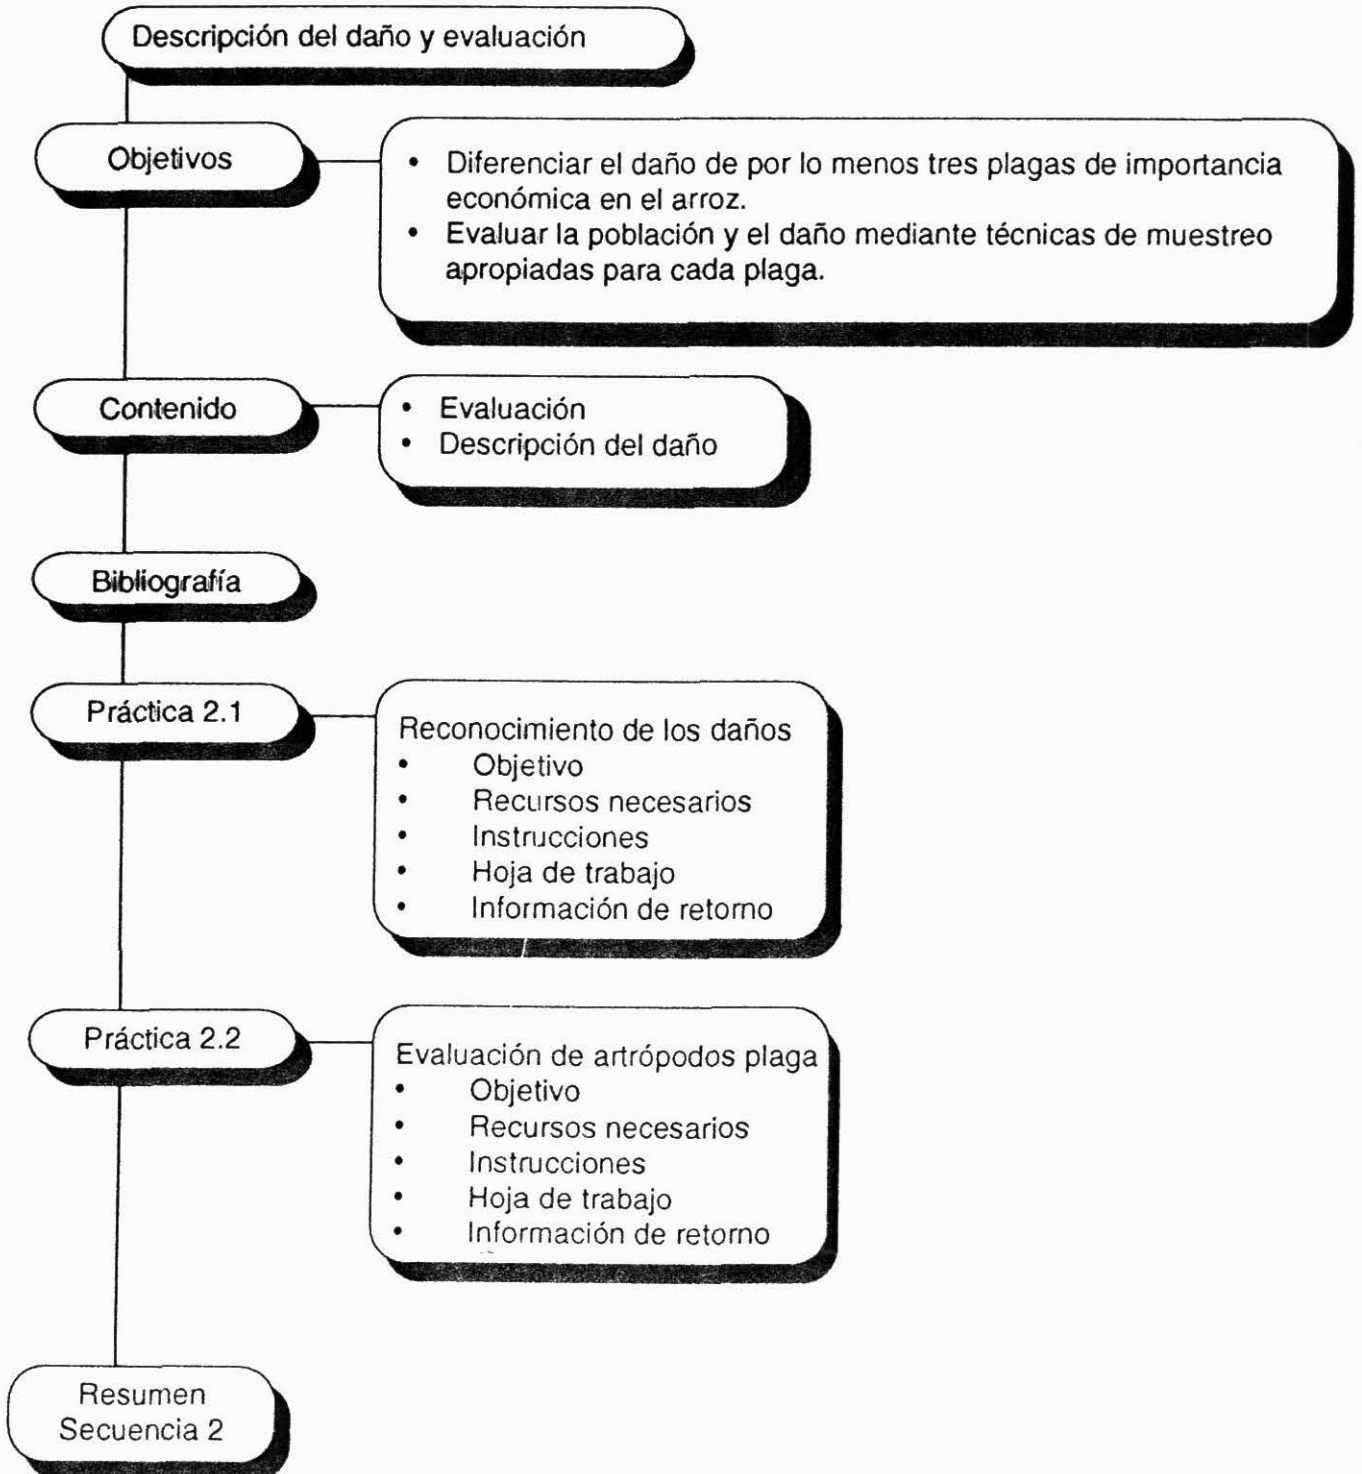 Descripción del daño y evaluación
Objetivos
• Diferenciar el daño de por lo menos tres plagas de importancia
económica en el arroz.
• Evaluar la población y el daño mediante técnicas de muestreo
apropiadas para cada plaga.
Contenido
• Evaluación
• Descripción del daño
Bibliografía
Práctica 2.1
Reconocimiento de los daños
• Objetivo
• Recursos necesarios
• Instrucciones
• Hoja de trabajo
• Información de retorno
Práctica 2.2
Evaluación de artrópodos plaga
• Objetivo
• Recursos necesarios
• Instrucciones
• Hoja de trabajo
• Información de retorno
Resumen
Secuencia 2